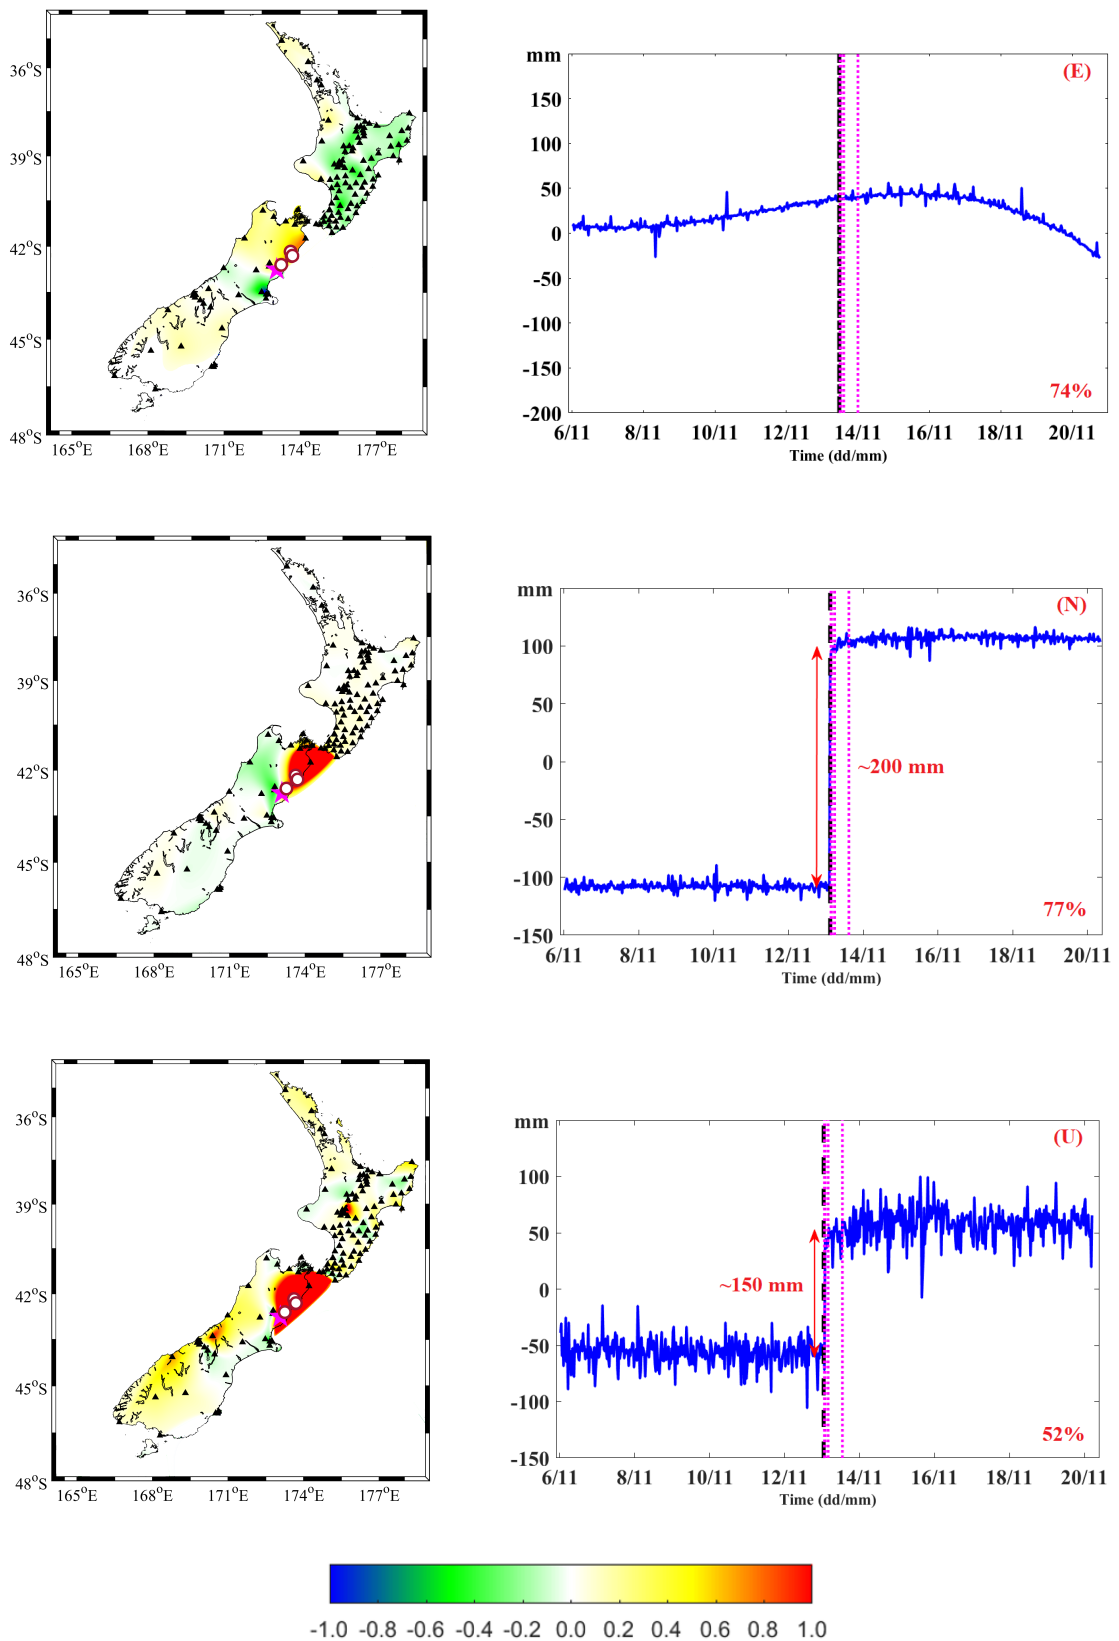 36°S
39°S
42°S
45°S
48°S
165°E 168°E 171°E 174°E 177°E
mm
150
100
50
0
-50
-100
-150
-200
(E)
74%
6/11 8/11 10/11 12/11 14/11 16/11 18/11 20/11
Time (dd/mm)
36°S
39°S
42°S
45°S
48°S
165°E 168°E 171°E 174°E 177°E
mm
100
50
0
-50
-100
-150
(N)
~200 mm
77%
6/11 8/11 10/11 12/11 14/11 16/11 18/11 20/11
Time (dd/mm)
36°S
39°S
42°S
45°S
48°S
165°E 168°E 171°E 174°E 177°E
mm
100
50
0
-50
-100
-150
(U)
~150 mm
52%
6/11 8/11 10/11 12/11 14/11 16/11 18/11 20/11
Time (dd/mm)
-1.0 -0.8 -0.6 -0.4 -0.2 0.0 0.2 0.4 0.6 0.8 1.0